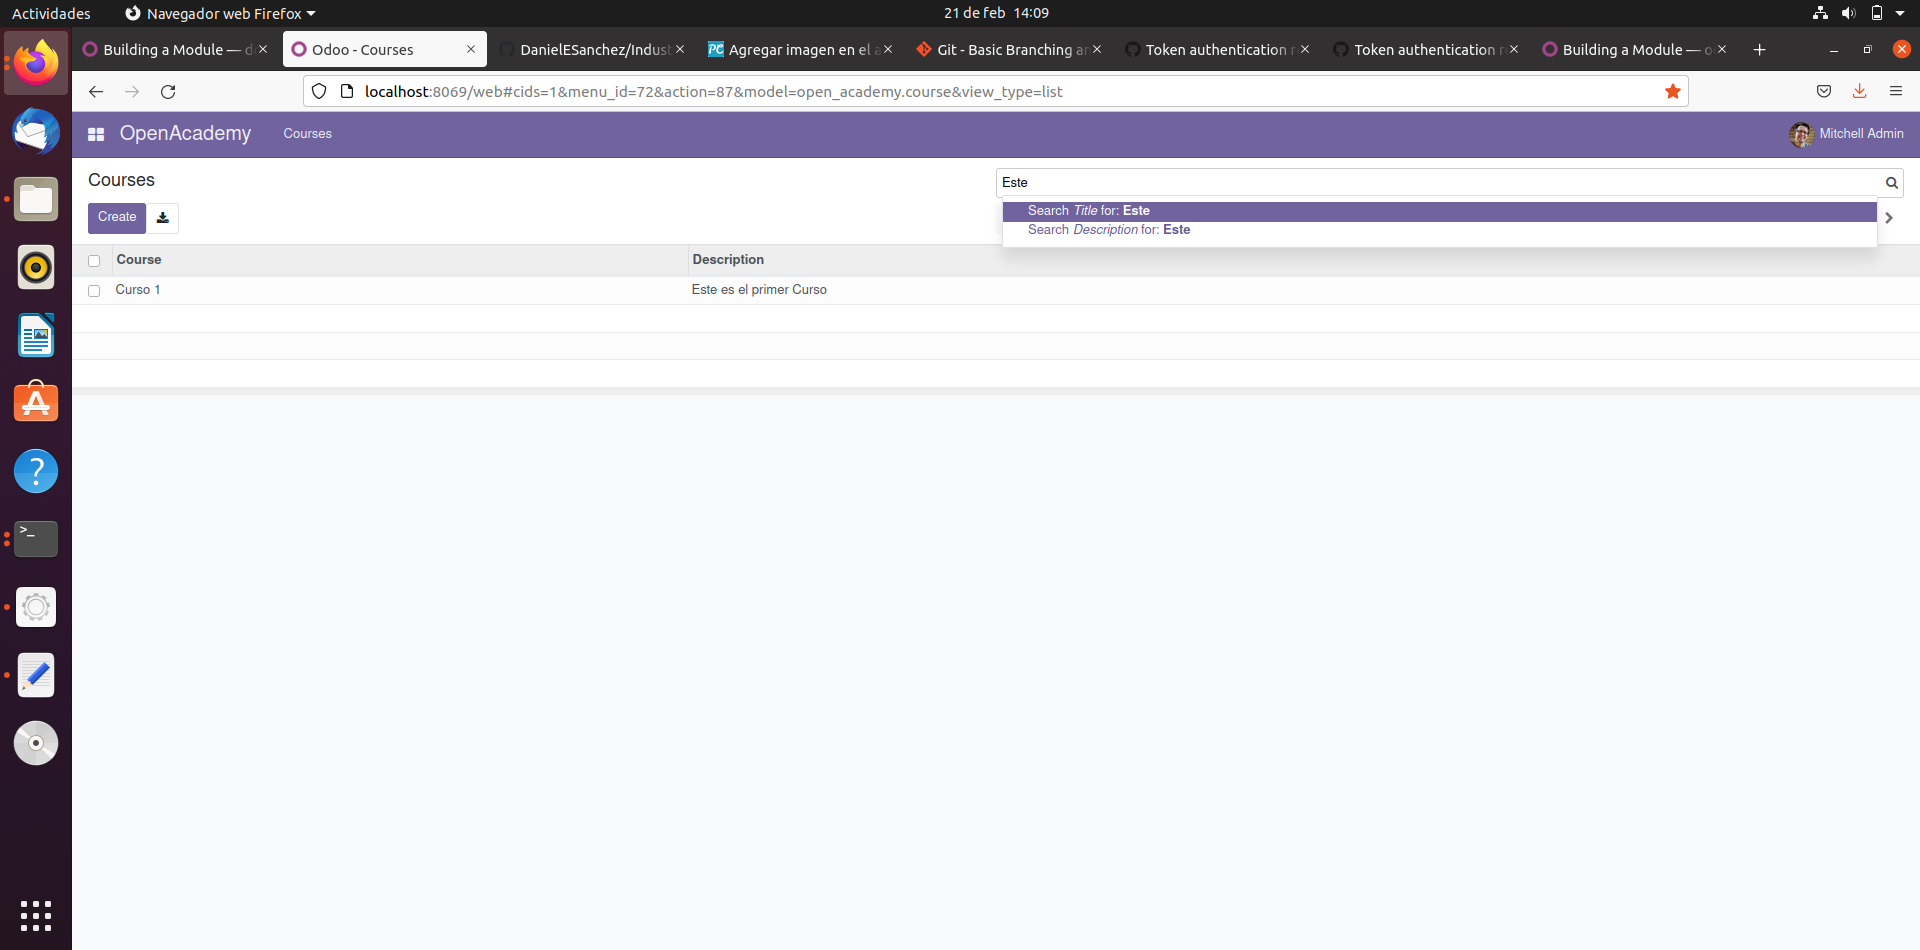 Actividades
Navegador web Firefox
21 de feb 14:09
Building a Module — d
Odoo - Courses
DanielESanchez/Indust
Agregar imagen en el a
Git - Basic Branching an
Token authentication r
Token authentication r
Building a Module — o
localhost:8069/web#cids=1&menu_id=72&action=87&model=open_academy.course&view_type=list
OpenAcademy
Courses
Mitchell Admin
Courses
Este
Create
Search Title for: Este
Search Description for: Este
Course
Description
Curso 1
Este es el primer Curso